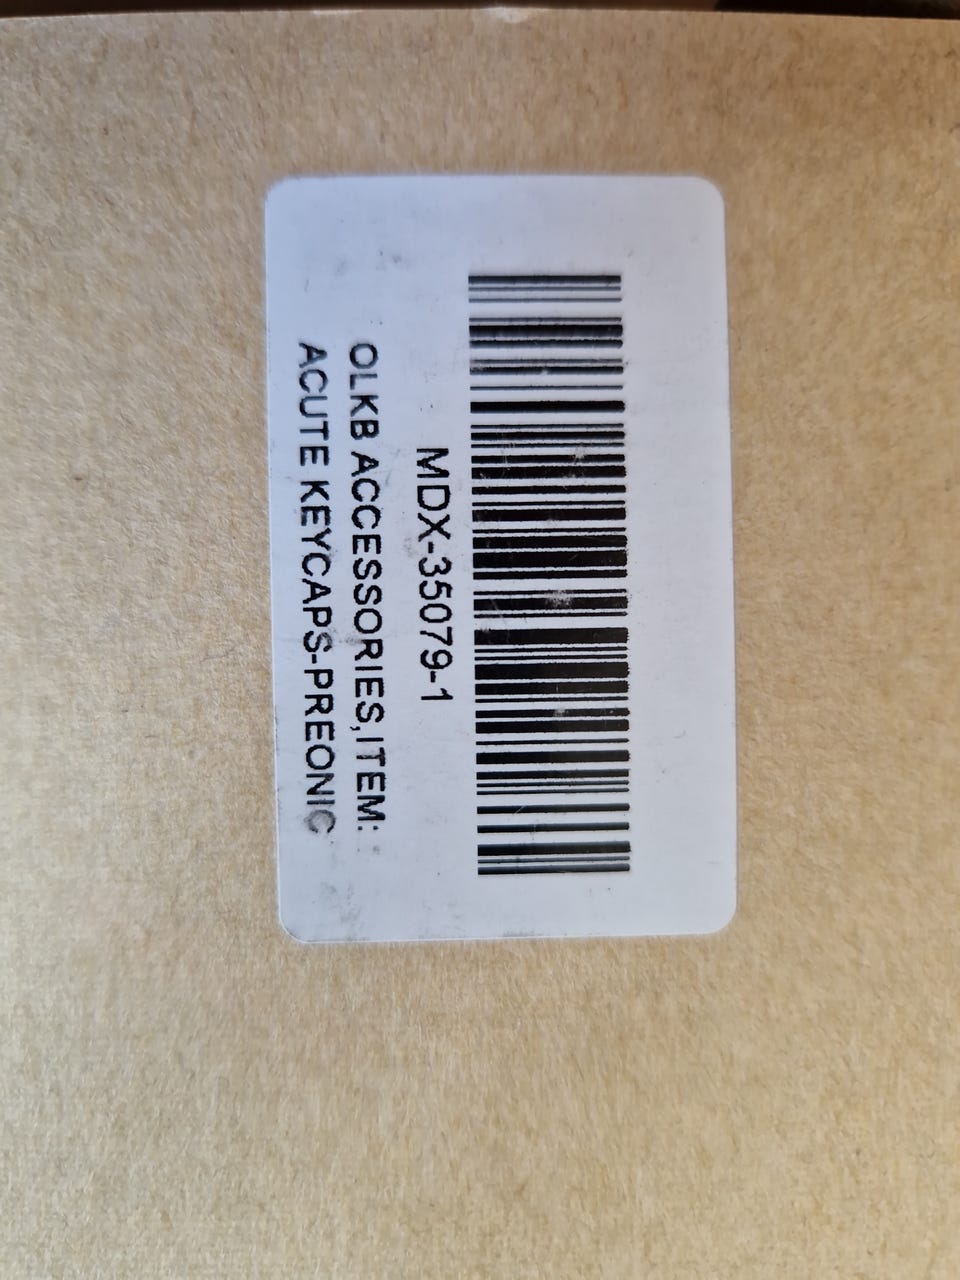 MDX-35079-1
OLKB ACCESSORIES,ITEM:
ACUTE KEYCAPS-PREONIC